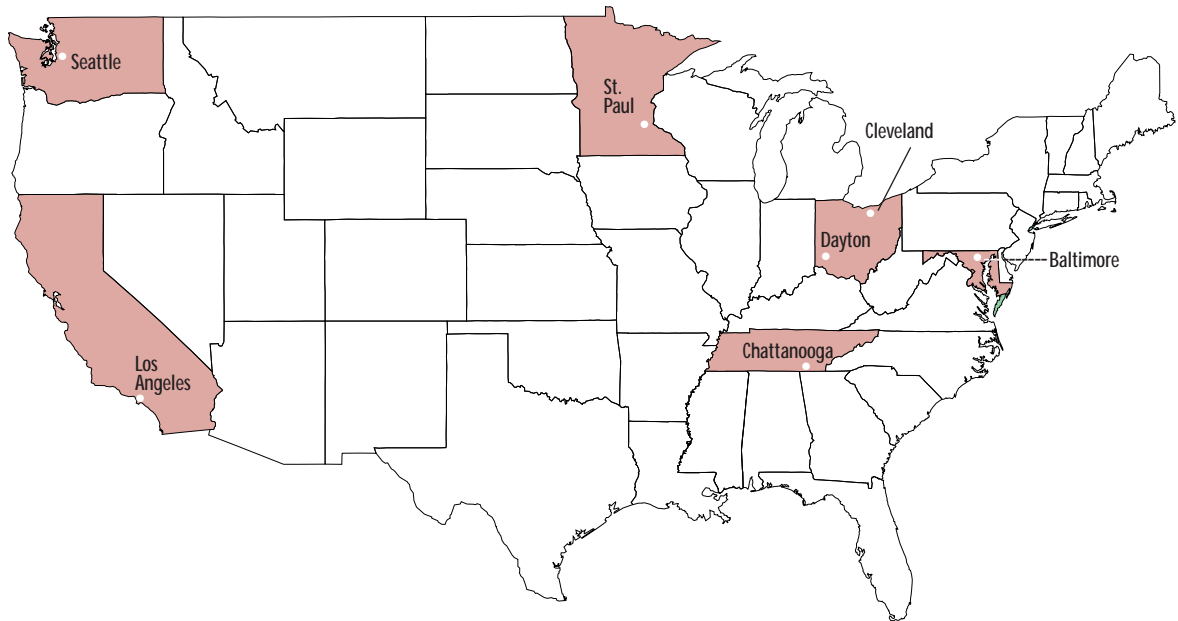 Seattle
St.
Paul
Cleveland
Dayton
Baltimore
Chattanooga
Los
Angeles